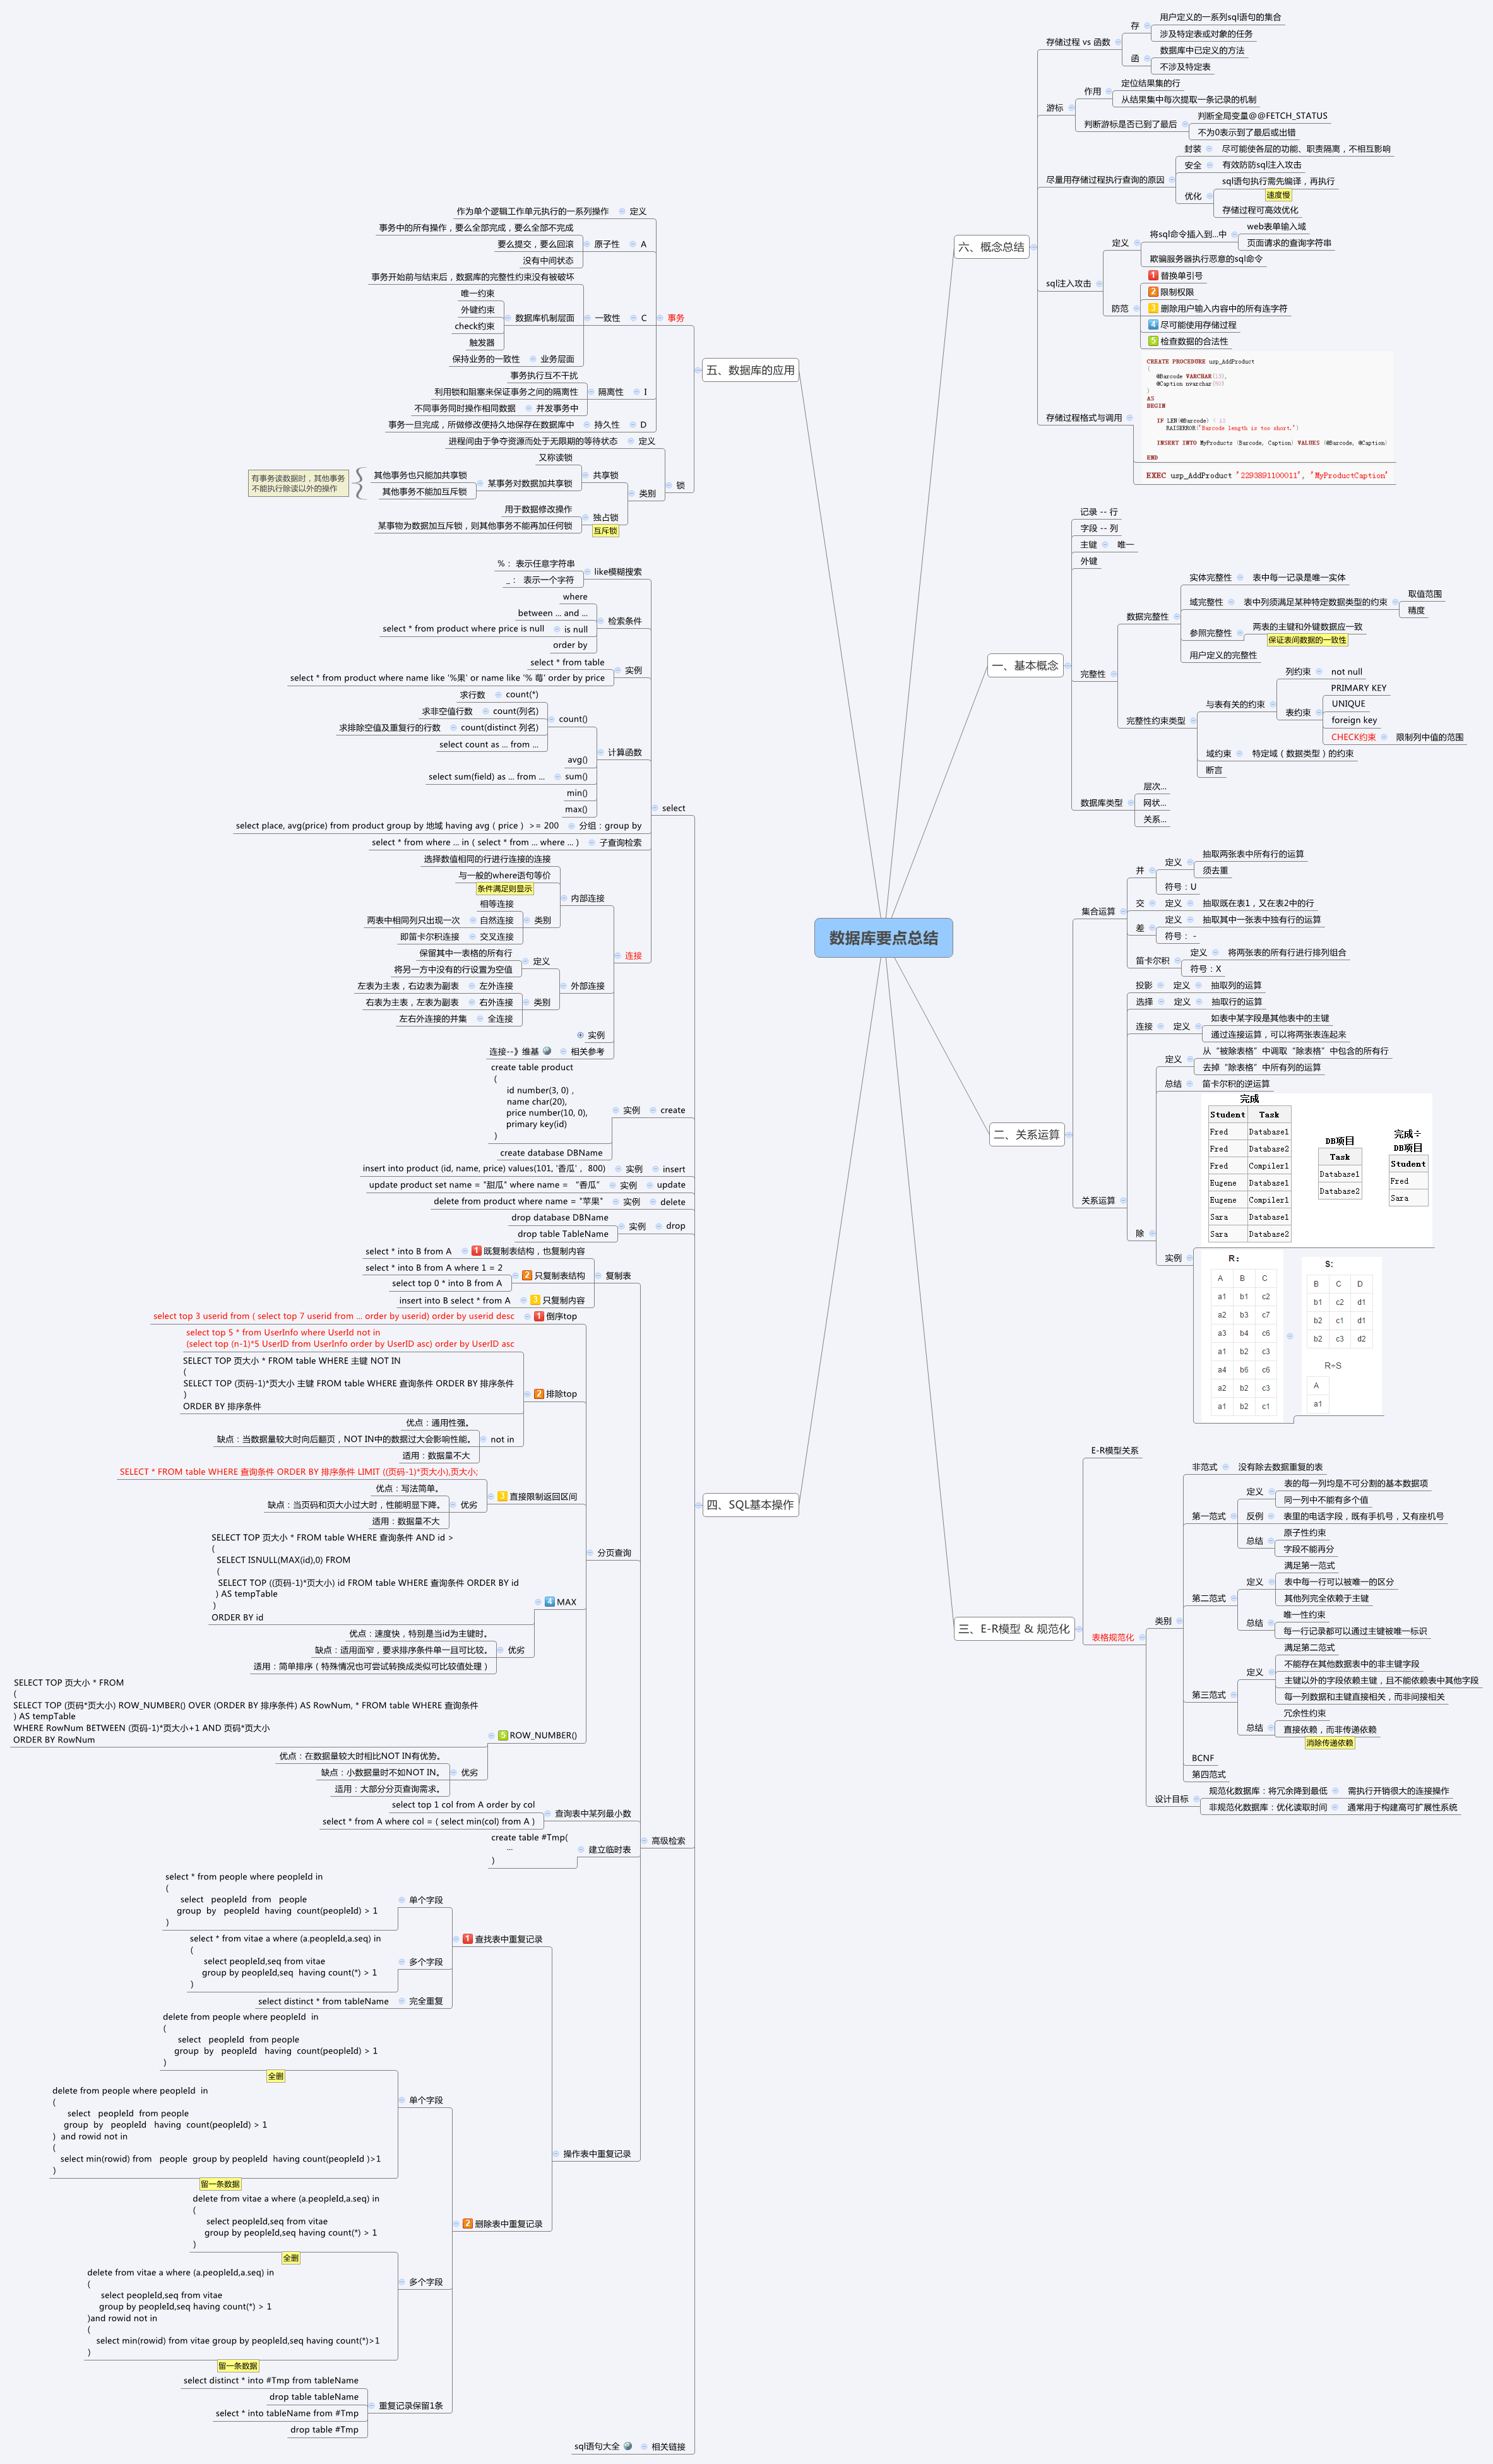 数据库要点总结
六、概念总结
存储过程 vs 函数
存
用户定义的一系列sql语句的集合
涉及特定表或对象的任务
函
数据库中已定义的方法
不涉及特定表
游标
作用
定位结果集的行
从结果集中每次提取一条记录的机制
判断游标是否已到了最后
判断全局变量@@FETCH_STATUS
不为0表示到了最后或出错
尽量用存储过程执行查询的原因
封装
尽可能使各层的功能、职责隔离,不相互影响
安全
有效防防sql注入攻击
优化
sql语句执行需先编译,再执行
速度慢
存储过程可高效优化
sql注入攻击
定义
将sql命令插入到...中
web表单输入域
页面请求的查询字符串
欺骗服务器执行恶意的sql命令
防范
1 替换单引号
2 限制权限
3 删除用户输入内容中的所有连字符
4 尽可能使用存储过程
5 检查数据的合法性
存储过程格式与调用
CREATE PROCEDURE usp_AddProduct
(
@Barcode VARCHAR(13),
@Caption nvarchar(50)
)
AS
BEGIN
IF LEN(@Barcode) < 13
RAISERROR('Barcode length is too short.')
INSERT INTO MyProducts (Barcode, Caption) VALUES (@Barcode, @Caption)
END
EXEC usp_AddProduct '2293891100011', 'MyProductCaption'
一、基本概念
记录 -- 行
字段 -- 列
主键
唯一
外键
完整性
数据完整性
实体完整性
表中每一记录是唯一实体
域完整性
表中列须满足某种特定数据类型的约束
取值范围
精度
参照完整性
两表的主键和外键数据应一致
保证表间数据的一致性
用户定义的完整性
完整性约束类型
与表有关的约束
列约束
not null
表约束
PRIMARY KEY
UNIQUE
foreign key
CHECK约束
限制列中值的范围
域约束
特定域(数据类型)的约束
断言
数据库类型
层次...
网状...
关系...
二、关系运算
集合运算
并
定义
抽取两张表中所有行的运算
须去重
符号:U
交
定义
抽取既在表1,又在表2中的行
差
定义
抽取其中一张表中独有行的运算
符号: -
笛卡尔积
定义
将两张表的所有行进行排列组合
符号:X
关系运算
投影
定义
抽取列的运算
选择
定义
抽取行的运算
连接
定义
如表中某字段是其他表中的主键
通过连接运算,可以将两张表连起来
除
定义
从“被除表格”中调取“除表格”中包含的所有行
去掉“除表格”中所有列的运算
总结
笛卡尔积的逆运算
实例
完成
Student Task
Fred Database1
Fred Database2
Fred Compiler1
Eugene Database1
Eugene Compiler1
Sara Database1
Sara Database2
DB项目
Task
Database1
Database2
完成÷
DB项目
Student
Fred
Sara
R:
A B C
a1 b1 c2
a2 b3 c7
a3 b4 c6
a1 b2 c3
a4 b6 c6
a2 b2 c3
a1 b2 c1
S:
B C D
b1 c2 d1
b2 c1 d1
b2 c3 d2
R÷S
A
a1
三、E-R模型 & 规范化
E-R模型关系
表格规范化
类别
非范式
没有除去数据重复的表
第一范式
定义
表的每一列均是不可分割的基本数据项
同一列中不能有多个值
反例
表里的电话字段,既有手机号,又有座机号
总结
原子性约束
字段不能再分
第二范式
定义
满足第一范式
表中每一行可以被唯一的区分
其他列完全依赖于主键
总结
唯一性约束
每一行记录都可以通过主键被唯一标识
第三范式
定义
满足第二范式
不能存在其他数据表中的非主键字段
主键以外的字段依赖主键,且不能依赖表中其他字段
每一列数据和主键直接相关,而非间接相关
总结
冗余性约束
直接依赖,而非传递依赖
消除传递依赖
BCNF
第四范式
设计目标
规范化数据库:将冗余降到最低
需执行开销很大的连接操作
非规范化数据库:优化读取时间
通常用于构建高可扩展性系统
五、数据库的应用
事务
定义
作为单个逻辑工作单元执行的一系列操作
A
原子性
事务中的所有操作,要么全部完成,要么全部不完成
要么提交,要么回滚
没有中间状态
C
一致性
事务开始前与结束后,数据库的完整性约束没有被破坏
数据库机制层面
唯一约束
外键约束
check约束
触发器
业务层面
保持业务的一致性
I
隔离性
事务执行互不干扰
利用锁和阻塞来保证事务之间的隔离性
并发事务中
不同事务同时操作相同数据
D
持久性
事务一旦完成,所做修改便持久地保存在数据库中
锁
定义
进程间由于争夺资源而处于无限期的等待状态
类别
共享锁
又称读锁
某事务对数据加共享锁
其他事务也只能加共享锁
其他事务不能加互斥锁
有事务读数据时,其他事务
不能执行除读以外的操作
独占锁
互斥锁
用于数据修改操作
某事物为数据加互斥锁,则其他事务不能再加任何锁
四、SQL基本操作
select
like模糊搜索
%: 表示任意字符串
_: 表示一个字符
检索条件
where
between ... and ...
is null
select * from product where price is null
order by
实例
select * from table
select * from product where name like '%果' or name like '% 莓' order by price
计算函数
count()
count(*)
求行数
count(列名)
求非空值行数
count(distinct 列名)
求排除空值及重复行的行数
select count as ... from ...
avg()
sum()
select sum(field) as ... from ...
min()
max()
分组:group by
select place, avg(price) from product group by 地域 having avg(price) >= 200
子查询检索
select * from where ... in ( select * from ... where ... )
连接
内部连接
选择数值相同的行进行连接的连接
与一般的where语句等价
条件满足则显示
类别
相等连接
自然连接
两表中相同列只出现一次
交叉连接
即笛卡尔积连接
外部连接
定义
保留其中一表格的所有行
将另一方中没有的行设置为空值
类别
左外连接
左表为主表,右边表为副表
右外连接
右表为主表,左表为副表
全连接
左右外连接的并集
实例
相关参考
连接--》维基
create
实例
create table product
(
id number(3, 0) ,
name char(20),
price number(10, 0),
primary key(id)
)
create database DBName
insert
实例
insert into product (id, name, price) values(101, '香瓜', 800)
update
实例
update product set name = "甜瓜" where name = “香瓜”
delete
实例
delete from product where name = "苹果"
drop
实例
drop database DBName
drop table TableName
高级检索
复制表
1 既复制表结构,也复制内容
select * into B from A
2 只复制表结构
select * into B from A where 1 = 2
select top 0 * into B from A
3 只复制内容
insert into B select * from A
分页查询
1 倒序top
select top 3 userid from ( select top 7 userid from ... order by userid) order by userid desc
2 排除top
select top 5 * from UserInfo where UserId not in
(select top (n-1)*5 UserID from UserInfo order by UserID asc) order by UserID asc
SELECT TOP 页大小 * FROM table WHERE 主键 NOT IN
(
SELECT TOP (页码-1)*页大小 主键 FROM table WHERE 查询条件 ORDER BY 排序条件
)
ORDER BY 排序条件
not in
优点:通用性强。
缺点:当数据量较大时向后翻页,NOT IN中的数据过大会影响性能。
适用:数据量不大
3 直接限制返回区间
SELECT * FROM table WHERE 查询条件 ORDER BY 排序条件 LIMIT ((页码-1)*页大小),页大小;
优劣
优点:写法简单。
缺点:当页码和页大小过大时,性能明显下降。
适用:数据量不大
4 MAX
SELECT TOP 页大小 * FROM table WHERE 查询条件 AND id >
(
SELECT ISNULL(MAX(id),0) FROM
(
SELECT TOP ((页码-1)*页大小) id FROM table WHERE 查询条件 ORDER BY id
) AS tempTable
)
ORDER BY id
优劣
优点:速度快,特别是当id为主键时。
缺点:适用面窄,要求排序条件单一且可比较。
适用:简单排序(特殊情况也可尝试转换成类似可比较值处理)
5 ROW_NUMBER()
SELECT TOP 页大小 * FROM
(
SELECT TOP (页码*页大小) ROW_NUMBER() OVER (ORDER BY 排序条件) AS RowNum, * FROM table WHERE 查询条件
) AS tempTable
WHERE RowNum BETWEEN (页码-1)*页大小+1 AND 页码*页大小
ORDER BY RowNum
优劣
优点:在数据量较大时相比NOT IN有优势。
缺点:小数据量时不如NOT IN。
适用:大部分分页查询需求。
查询表中某列最小数
select top 1 col from A order by col
select * from A where col = ( select min(col) from A )
建立临时表
create table #Tmp(
...
)
操作表中重复记录
1 查找表中重复记录
单个字段
select * from people where peopleId in
(
select peopleId from people
group by peopleId having count(peopleId) > 1
)
多个字段
select * from vitae a where (a.peopleId,a.seq) in
(
select peopleId,seq from vitae
group by peopleId,seq having count(*) > 1
)
完全重复
select distinct * from tableName
2 删除表中重复记录
单个字段
delete from people where peopleId in
(
select peopleId from people
group by peopleId having count(peopleId) > 1
)
全删
delete from people where peopleId in
(
select peopleId from people
group by peopleId having count(peopleId) > 1
) and rowid not in
(
select min(rowid) from people group by peopleId having count(peopleId )>1
)
留一条数据
多个字段
delete from vitae a where (a.peopleId,a.seq) in
(
select peopleId,seq from vitae
group by peopleId,seq having count(*) > 1
)
全删
delete from vitae a where (a.peopleId,a.seq) in
(
select peopleId,seq from vitae
group by peopleId,seq having count(*) > 1
)and rowid not in
(
select min(rowid) from vitae group by peopleId,seq having count(*)>1
)
留一条数据
重复记录保留1条
select distinct * into #Tmp from tableName
drop table tableName
select * into tableName from #Tmp
drop table #Tmp
相关链接
sql语句大全